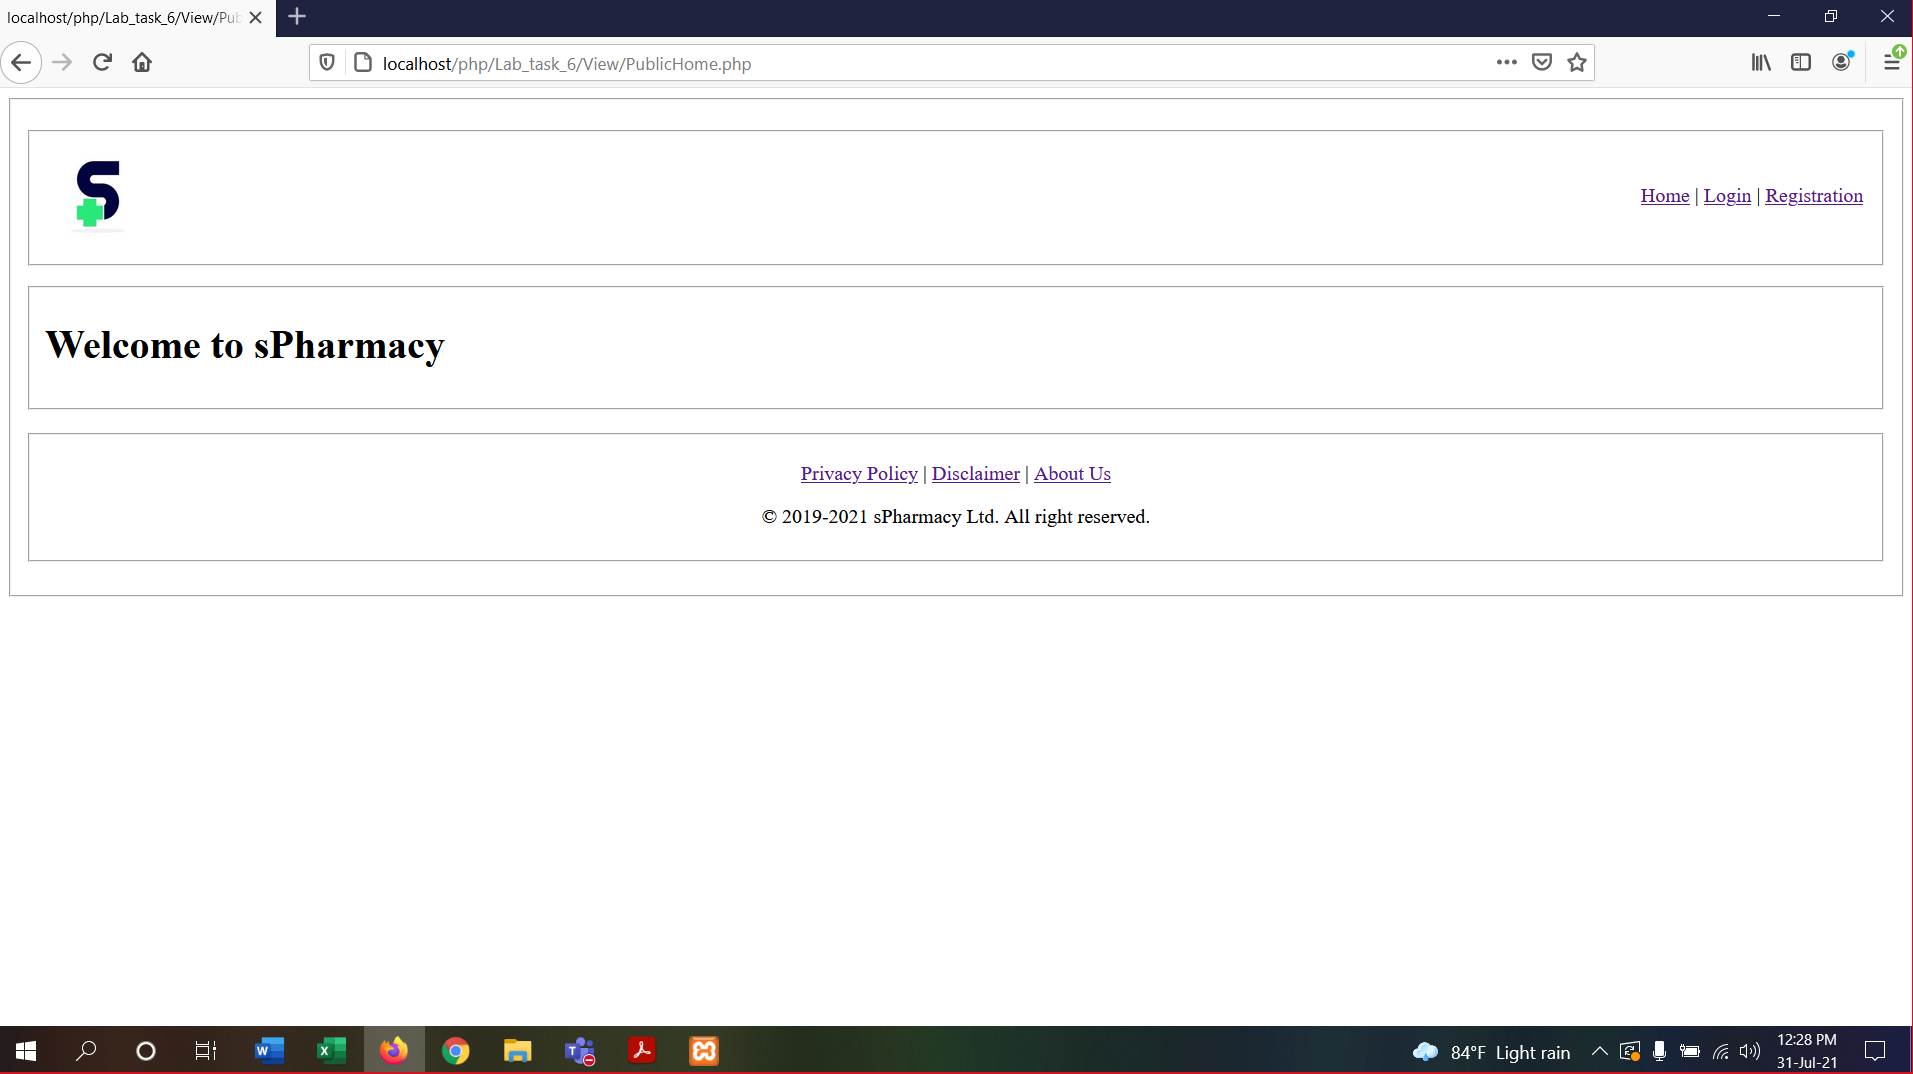 localhost/php/Lab_task_6/View/Pub
localhost/php/Lab_task_6/View/PublicHome.php
S
Home | Login | Registration
Welcome to sPharmacy
Privacy Policy | Disclaimer | About Us
© 2019-2021 sPharmacy Ltd. All right reserved.
84°F Light rain
12:28 PM
31-Jul-21